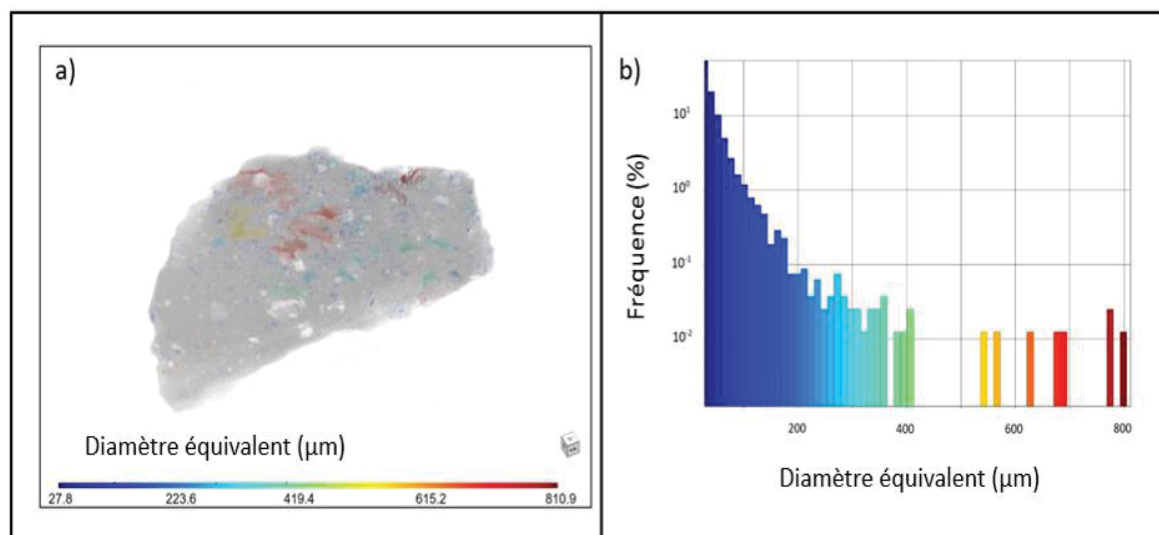 a)
Diamètre équivalent (µm)
27.8 223.6 419.4 615.2 810.9
b)
Fréquence (%)
10¹
10⁰
10⁻¹
10⁻²
200 400 600 800
Diamètre équivalent (µm)